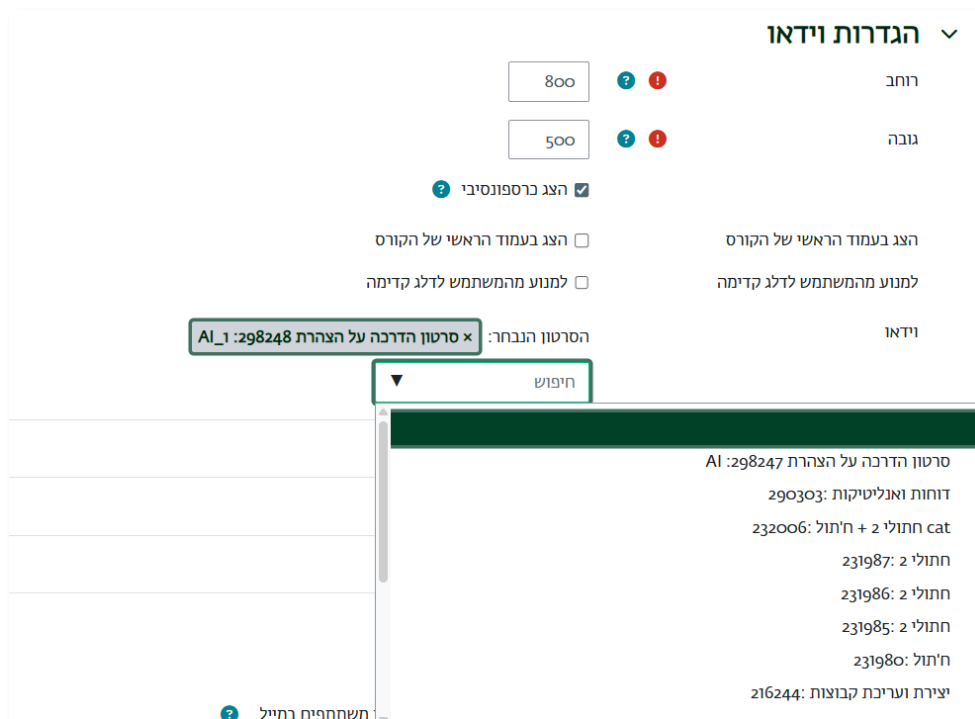 הגדרות וידאו
רוחב
800
גובה
500
הצג כרספונסיבי
הצג בעמוד הראשי של הקורס הצג בעמוד הראשי של הקורס
למנוע מהמשתמש לדלג קדימה למנוע מהמשתמש לדלג קדימה
וידאו
הסרטון הנבחר: × סרטון הדרכה על הצהרת AI_1 :298248
חיפוש
סרטון הדרכה על הצהרת AI :298247
דוחות ואנליטיקות :290303
cat חתולי 2 + ח'תול :232006
חתולי 2 :231987
חתולי 2 :231986
חתולי 2 :231985
ח'תול :231980
יצירת ועריכת קבוצות :216244
משתתפים במייל